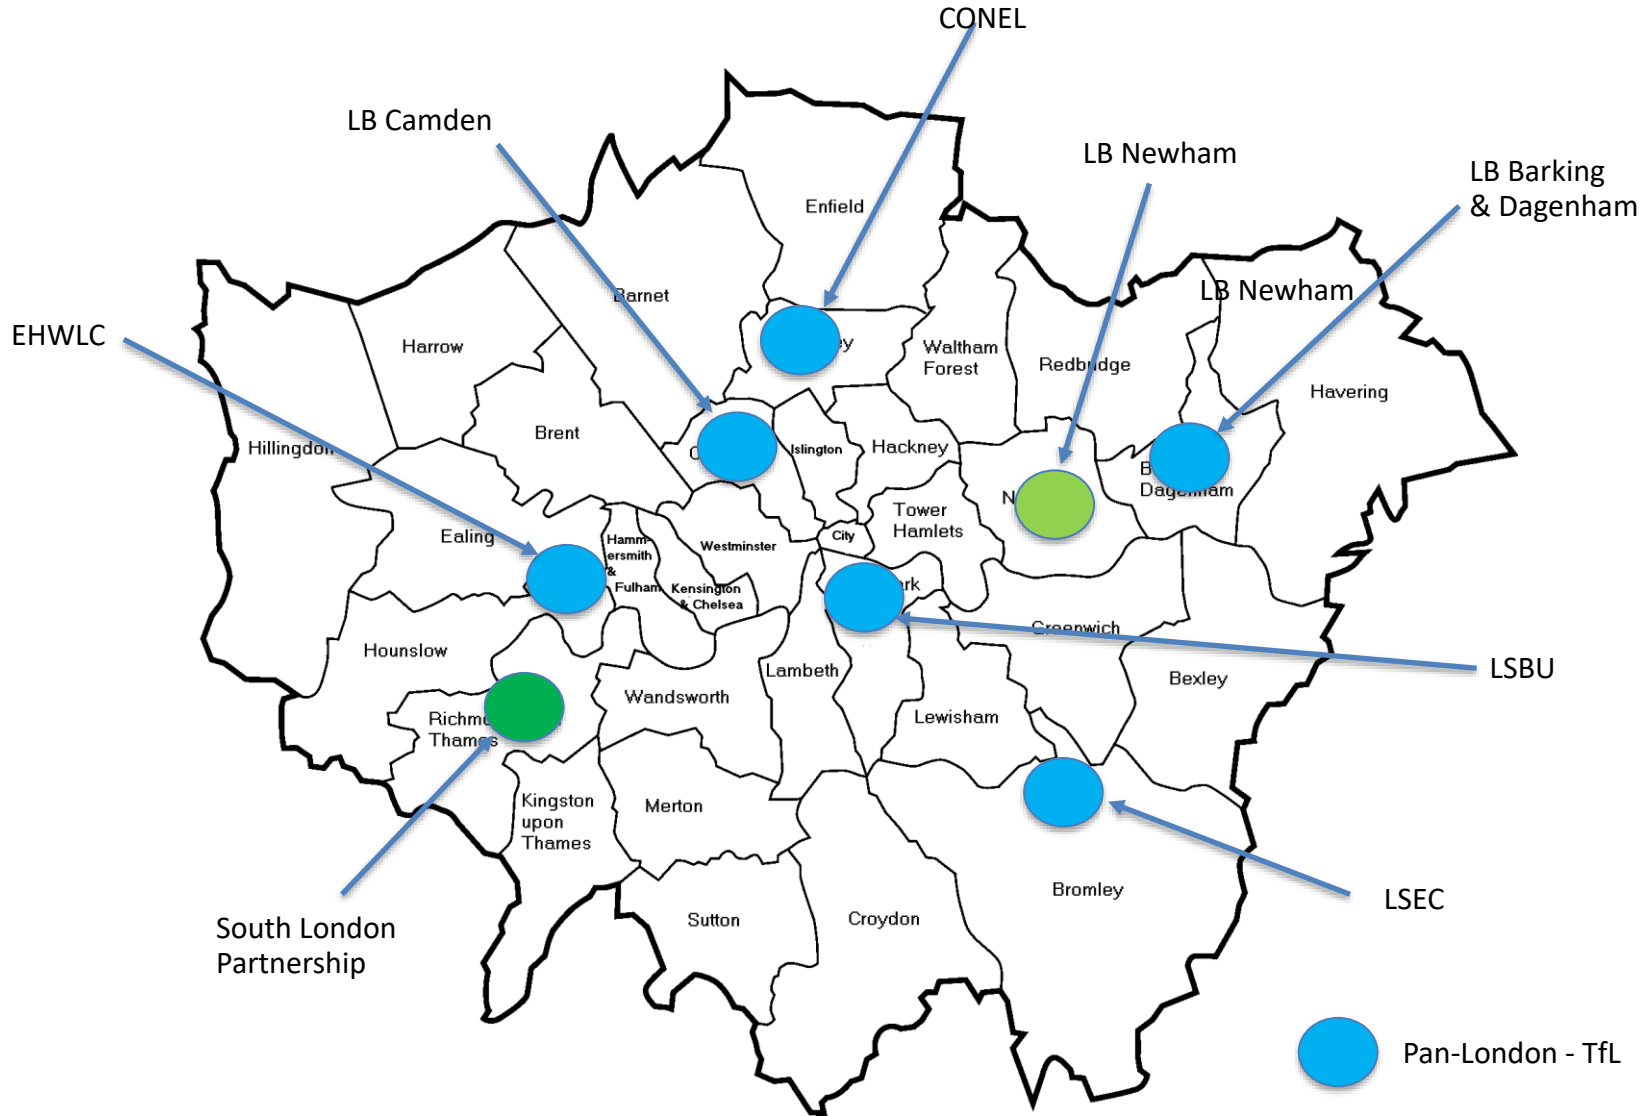 CONEL
LB Camden
LB Newham
LB Barking
& Dagenham
Enfield
LB Newham
Barnet
EHWLC
Harrow
Waltham
Forest
Redbridge
Havering
Hillingdon
Brent
Islington
Hackney
Tower
Hamlets
Dagenham
Ealing
Hamm-
ersmith
&
Fulham
Westminster
City
Kensington
& Chelsea
Greenwich
Hounslow
LSBU
Lambeth
Bexley
Wandsworth
Lewisham
Thames
Kingston
upon
Thames
Merton
Bromley
LSEC
South London
Partnership
Sutton
Croydon
Pan-London - TfL